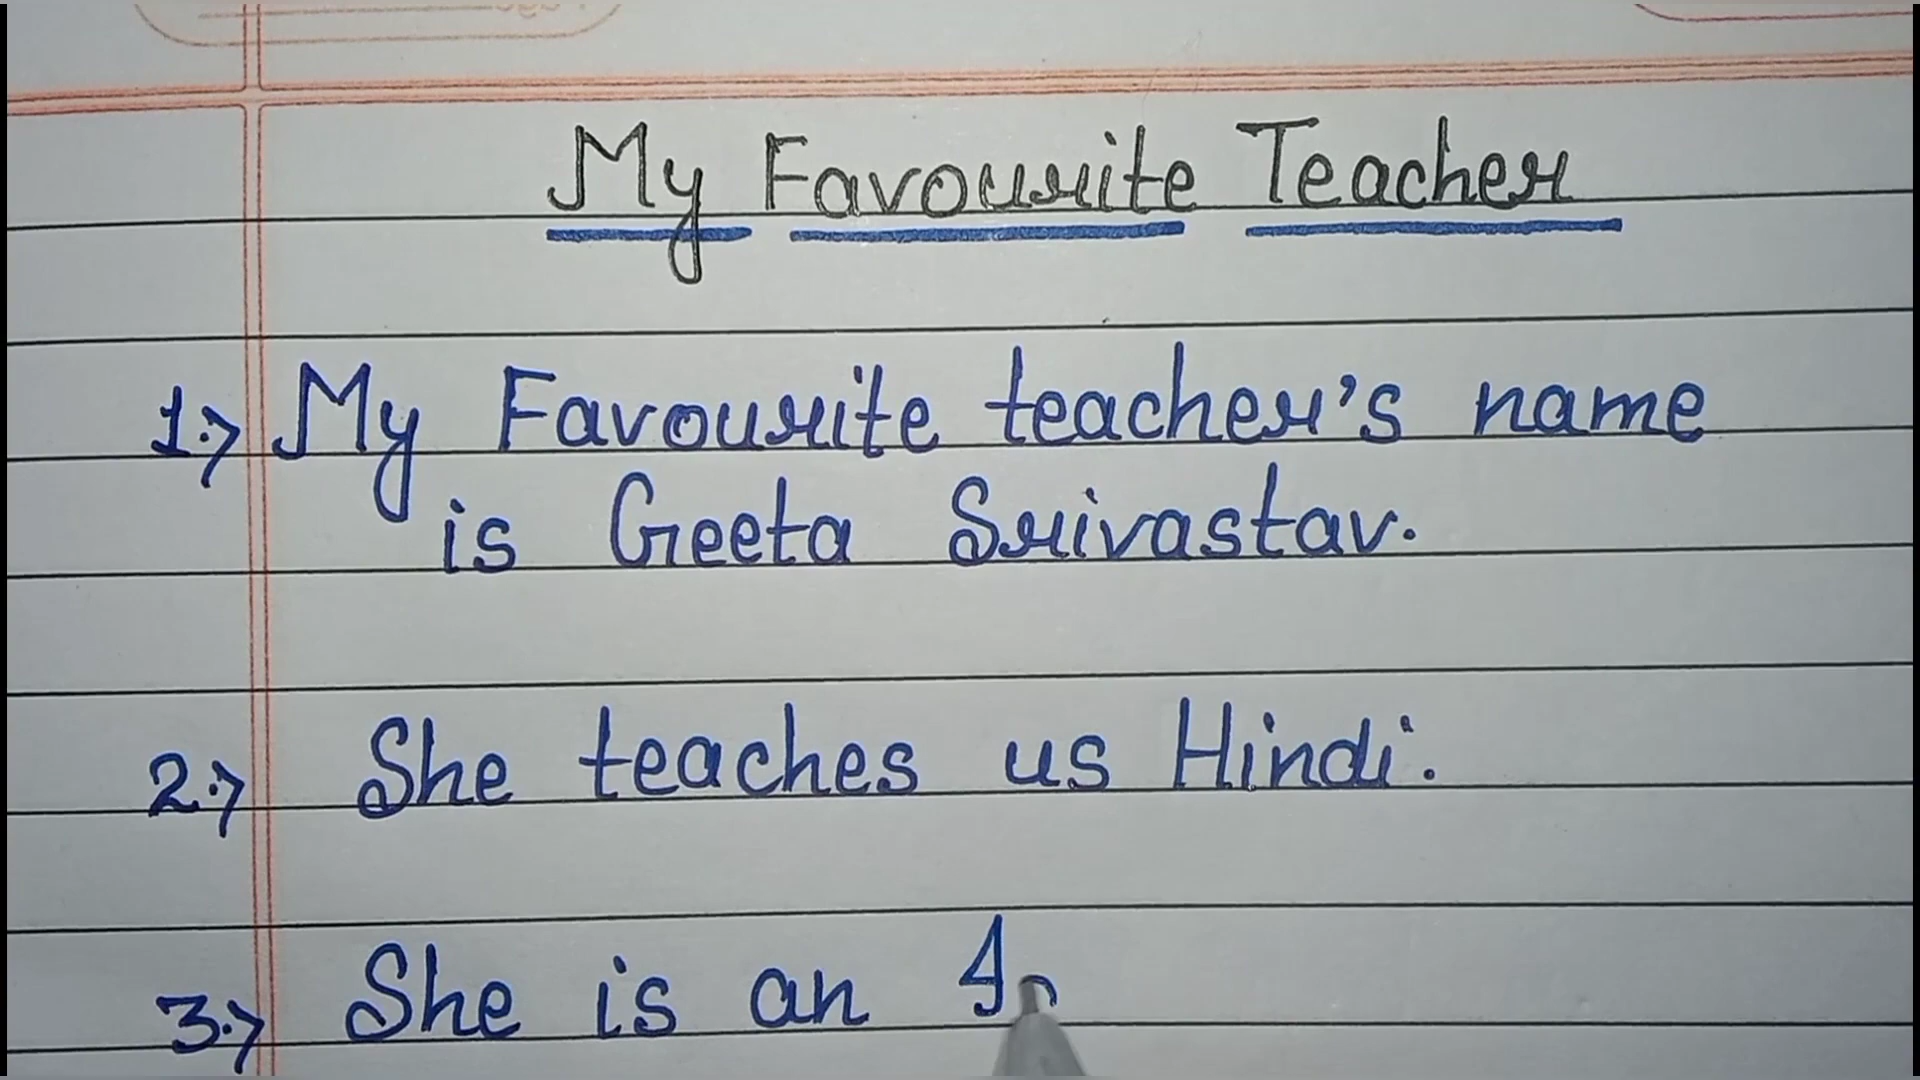 My Favourite Teacher
1.) My Favourite teacher's name
is Geeta Srivastav.
2.) She teaches us Hindi.
3.) She is an